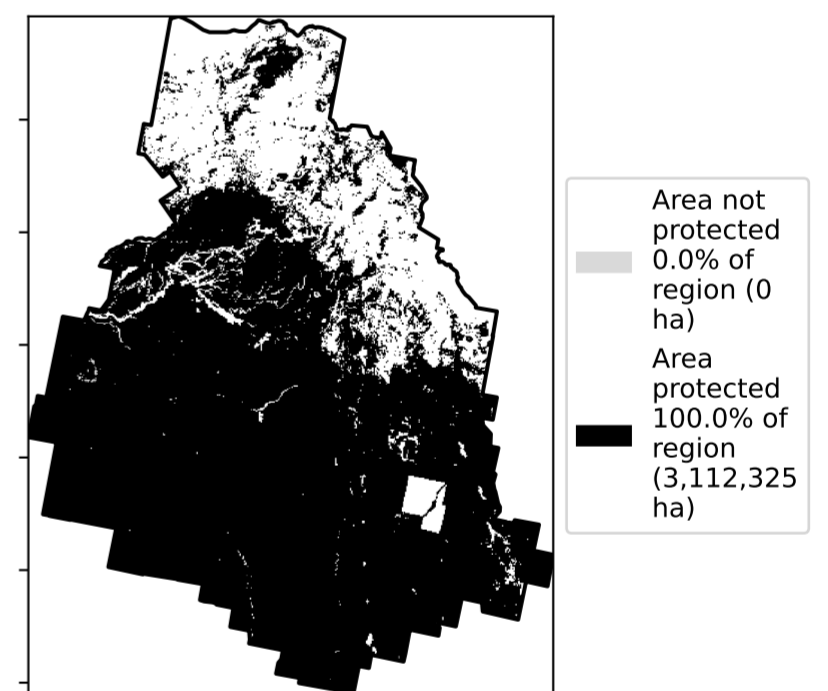 Area not
protected
0.0% of
region (0
ha)
Area
protected
100.0% of
region
(3,112,325
ha)